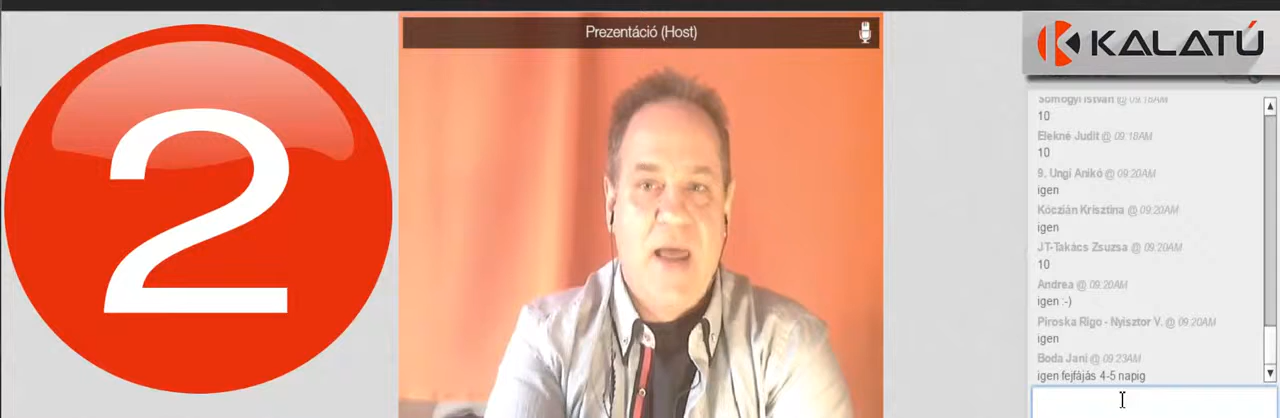 2
Prezentáció (Host)
KALATÚ
Somogyi István @ 09:18AM
10
Elekné Judit @ 09:18AM
10
9. Ungi Anikó @ 09:20AM
igen
Kóczián Krisztina @ 09:20AM
igen
JT-Takács Zsuzsa @ 09:20AM
10
Andrea @ 09:20AM
igen :-)
Piroska Rigo - Nyisztor V. @ 09:20AM
igen
Boda Jani @ 09:23AM
igen fejfájás 4-5 napig